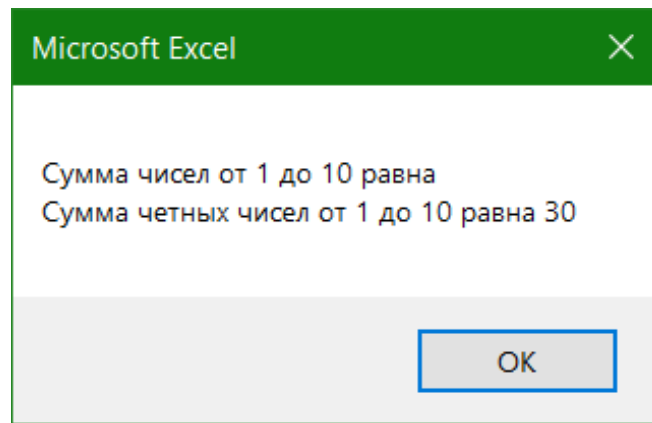 Microsoft Excel
Сумма чисел от 1 до 10 равна
Сумма четных чисел от 1 до 10 равна 30
OK